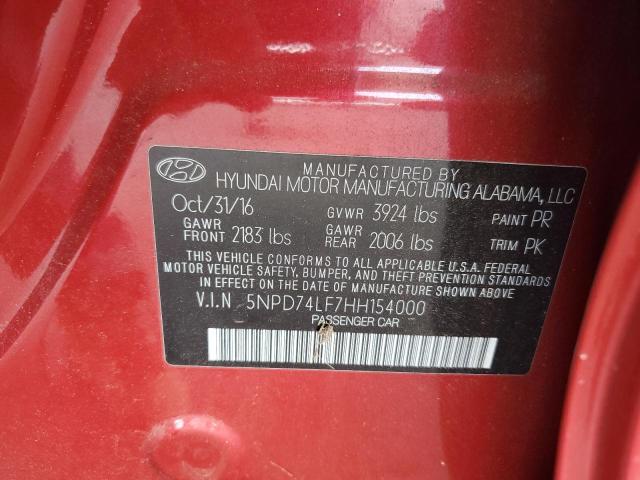 MANUFACTURED BY
HYUNDAI MOTOR MANUFACTURING ALABAMA, LLC
Oct/31/16 GVWR 3924 lbs PAINT PR
GAWR FRONT 2183 lbs GAWR REAR 2006 lbs TRIM PK
THIS VEHICLE CONFORMS TO ALL APPLICABLE U.S.A. FEDERAL
MOTOR VEHICLE SAFETY, BUMPER, AND THEFT PREVENTION STANDARDS
IN EFFECT ON THE DATE OF MANUFACTURE SHOWN ABOVE.
V.I.N 5NPD74LF7HH154000
PASSENGER CAR